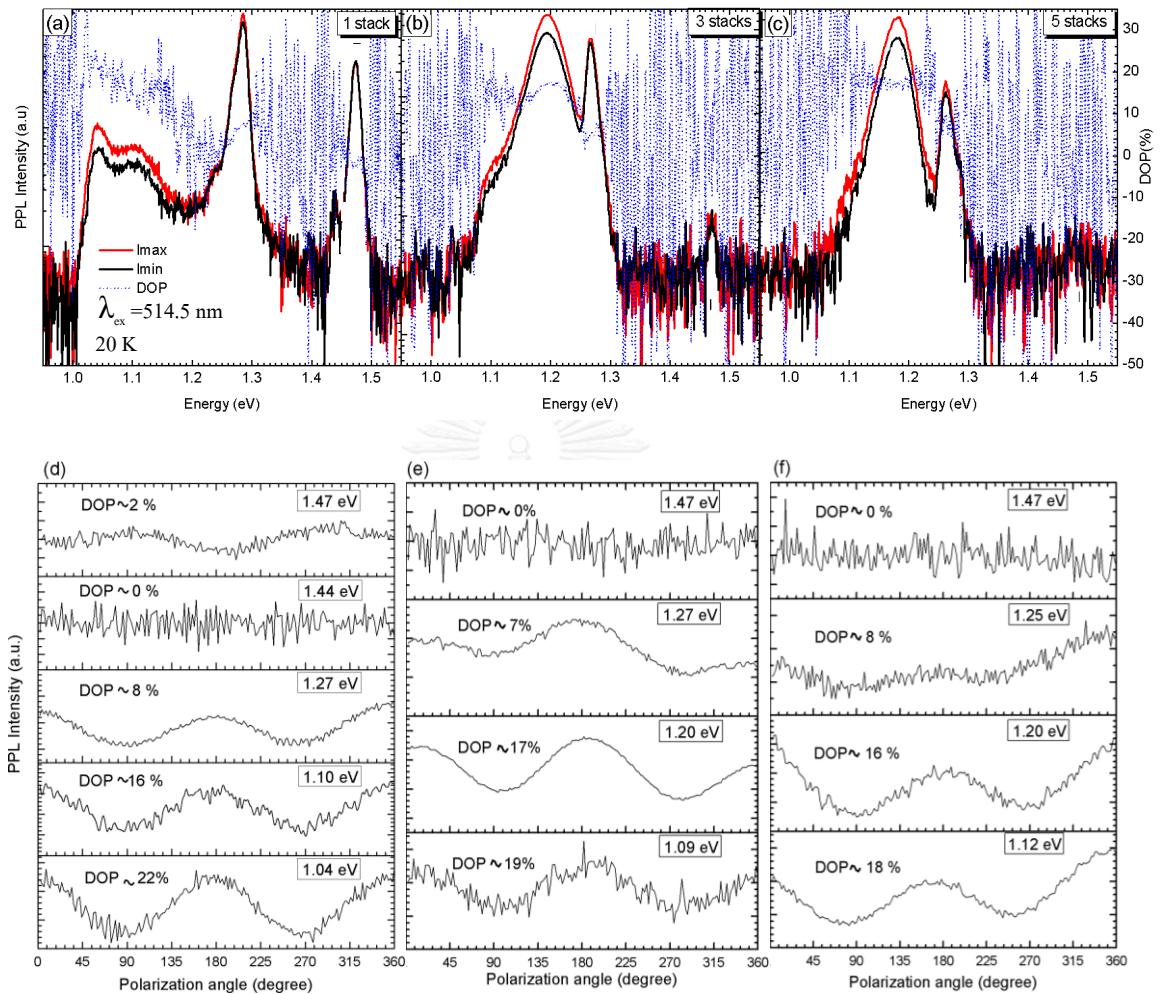 (a)
1 stack
(b)
3 stacks
(c)
5 stacks
PPL Intensity (a.u)
Imax
Imin
DOP
λex =514.5 nm
20 K
35
30
20
10
0
-10
-20
-30
-40
-50
DOP(%)
1.0 1.1 1.2 1.3 1.4 1.5
1.0 1.1 1.2 1.3 1.4 1.5
1.0 1.1 1.2 1.3 1.4 1.5
Energy (eV)
Energy (eV)
Energy (eV)
(d)
DOP~2 %
1.47 eV
DOP~0 %
1.44 eV
DOP~8 %
1.27 eV
DOP~16 %
1.10 eV
DOP~22%
1.04 eV
PPL Intensity (a.u.)
0 45 90 135 180 225 270 315 360
Polarization angle (degree)
(e)
DOP~ 0%
1.47 eV
DOP~ 7%
1.27 eV
DOP ~17%
1.20 eV
DOP ~19%
1.09 eV
45 90 135 180 225 270 315 360
Polarization angle (degree)
(f)
DOP~ 0 %
1.47 eV
DOP~ 8 %
1.25 eV
DOP~ 16 %
1.20 eV
DOP~ 18 %
1.12 eV
45 90 135 180 225 270 315 360
Polarization angle (degree)